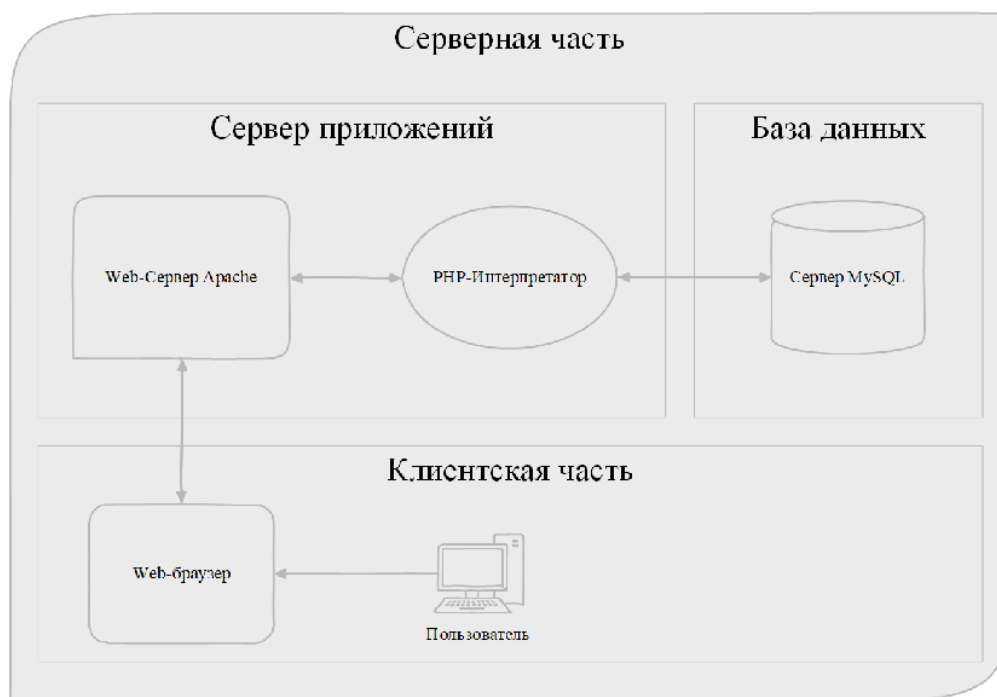 Серверная часть
Сервер приложений
База данных
Web-Сервер Apache
PHP-Интерпретатор
Сервер MySQL
Клиентская часть
Web-браузер
Пользователь